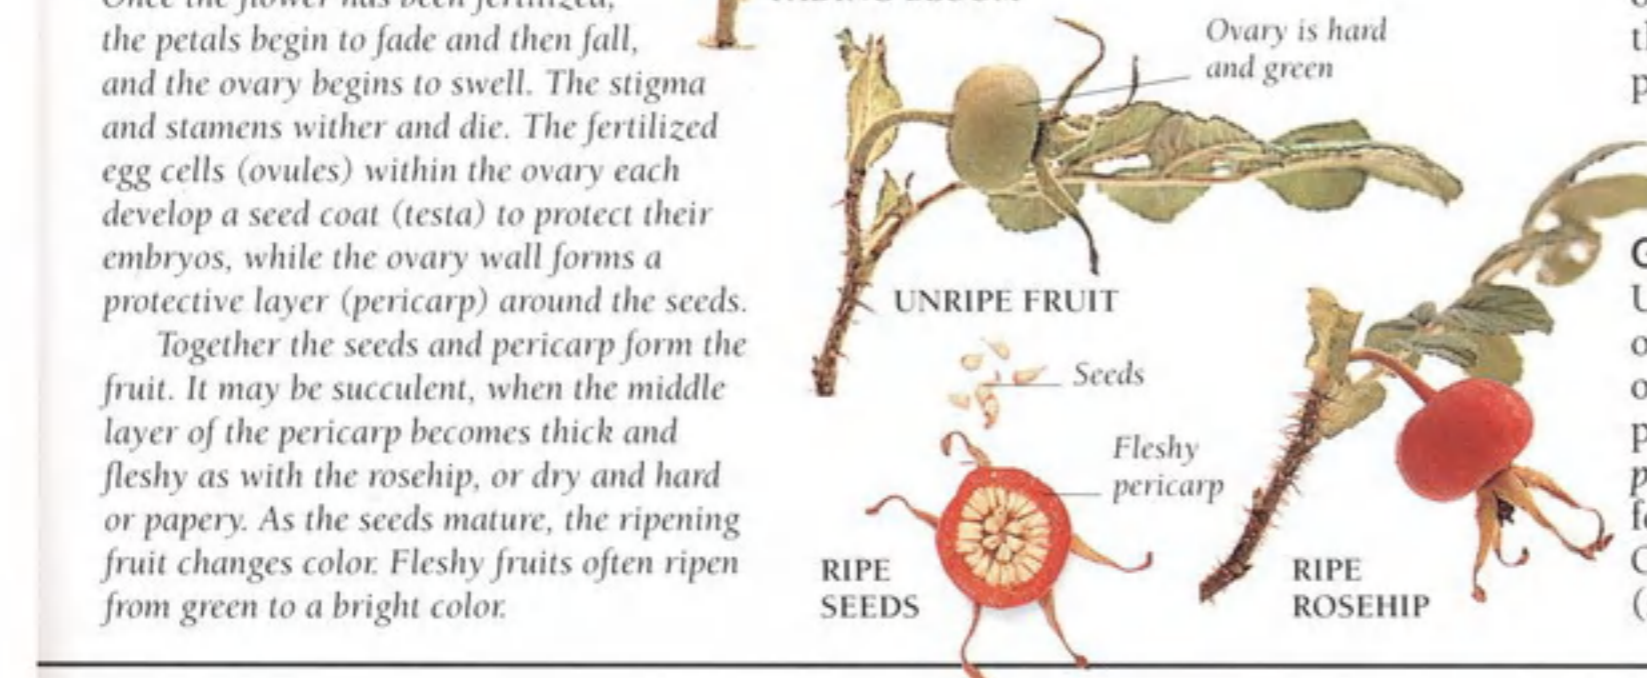 Once the flower has been fertilized,
the petals begin to fade and then fall,
and the ovary begins to swell. The stigma
and stamens wither and die. The fertilized
egg cells (ovules) within the ovary each
develop a seed coat (testa) to protect their
embryos, while the ovary wall forms a
protective layer (pericarp) around the seeds.
Together the seeds and pericarp form the
fruit. It may be succulent, when the middle
layer of the pericarp becomes thick and
fleshy as with the rosehip, or dry and hard
or papery. As the seeds mature, the ripening
fruit changes color. Fleshy fruits often ripen
from green to a bright color.
Ovary is hard
and green
UNRIPE FRUIT
Seeds
Fleshy
pericarp
RIPE
SEEDS
RIPE
ROSEHIP